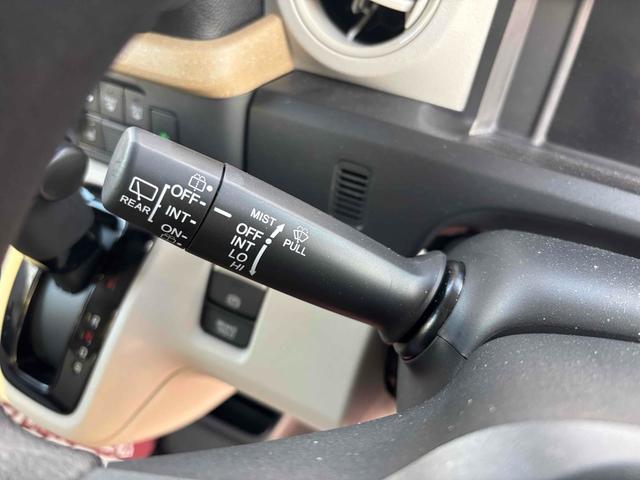 REAR
OFF
INT
ON
MIST
OFF
INT
LO
HI
PULL